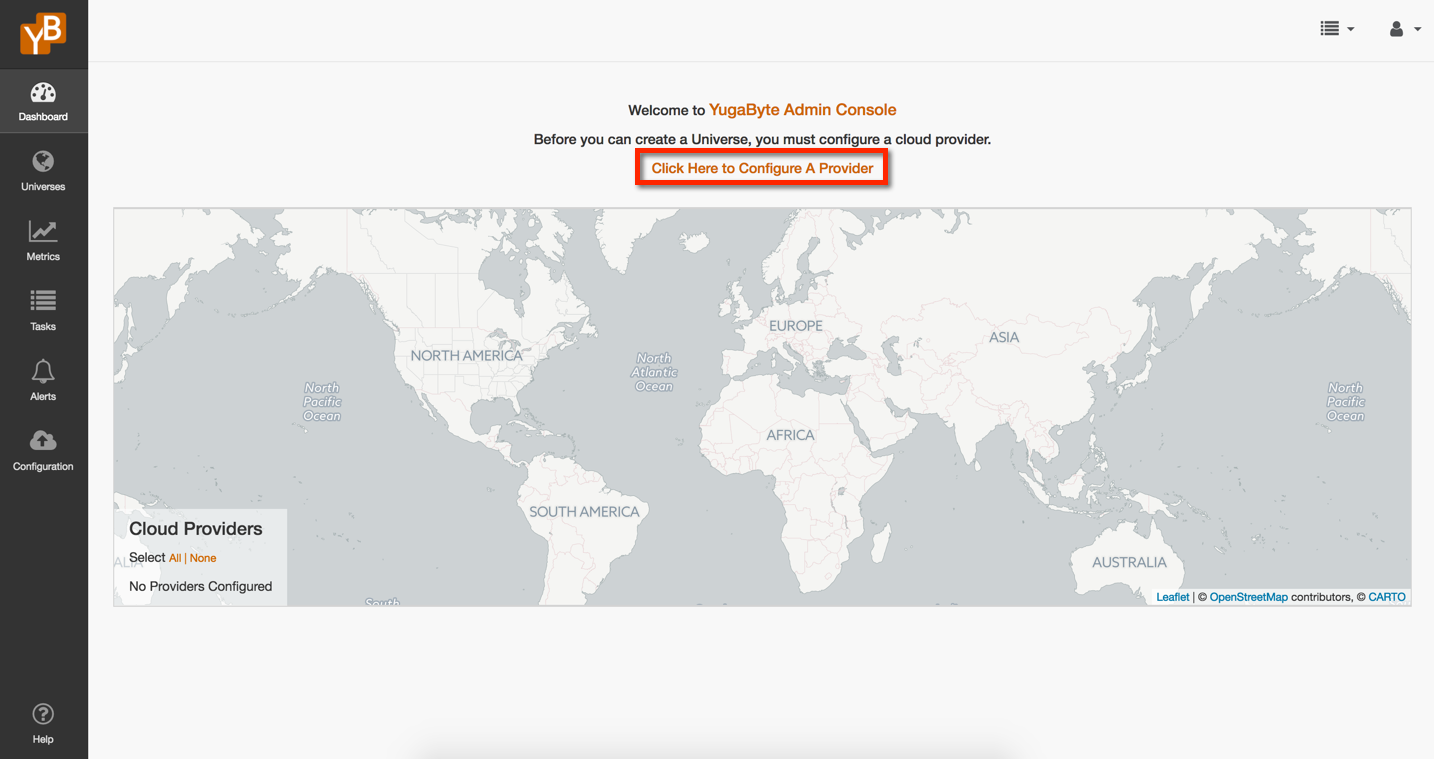 YB
Dashboard
Universes
Metrics
Tasks
Alerts
Configuration
Help
Welcome to YugaByte Admin Console
Before you can create a Universe, you must configure a cloud provider.
Click Here to Configure A Provider
NORTH AMERICA
EUROPE
ASIA
North
Atlantic
Ocean
North
Pacific
Ocean
North
Pacific
Ocean
AFRICA
SOUTH AMERICA
AUSTRALIA
South
ALIA
Cloud Providers
Select All | None
No Providers Configured
Leaflet | © OpenStreetMap contributors, © CARTO